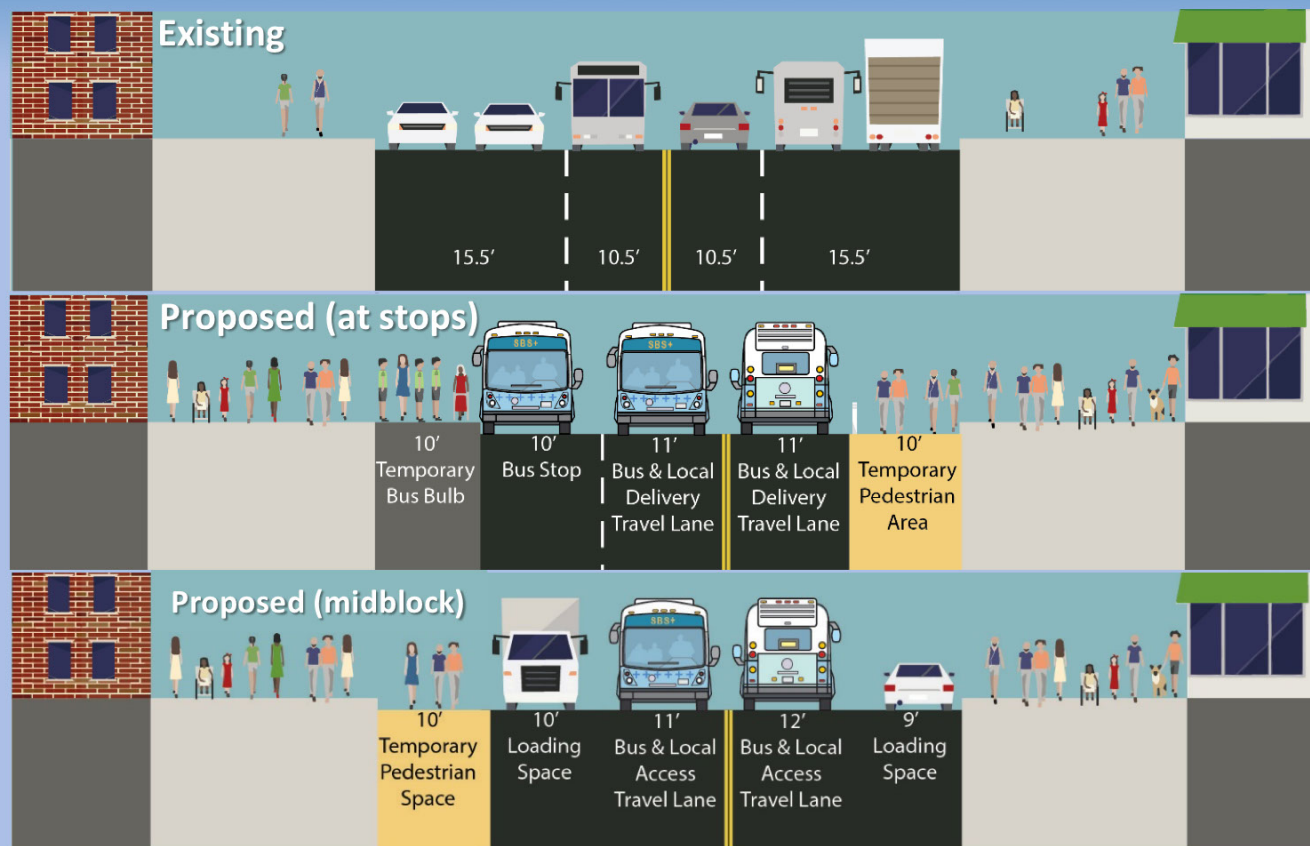 Existing
15.5’
10.5’
10.5’
15.5’
Proposed (at stops)
SBS+
SBS+
10’
Temporary
Bus Bulb
10’
Bus Stop
11’
Bus & Local
Delivery
Travel Lane
11’
Bus & Local
Delivery
Travel Lane
10’
Temporary
Pedestrian
Area
Proposed (midblock)
SBS+
10’
Temporary
Pedestrian
Space
10’
Loading
Space
11’
Bus & Local
Access
Travel Lane
12’
Bus & Local
Access
Travel Lane
9’
Loading
Space